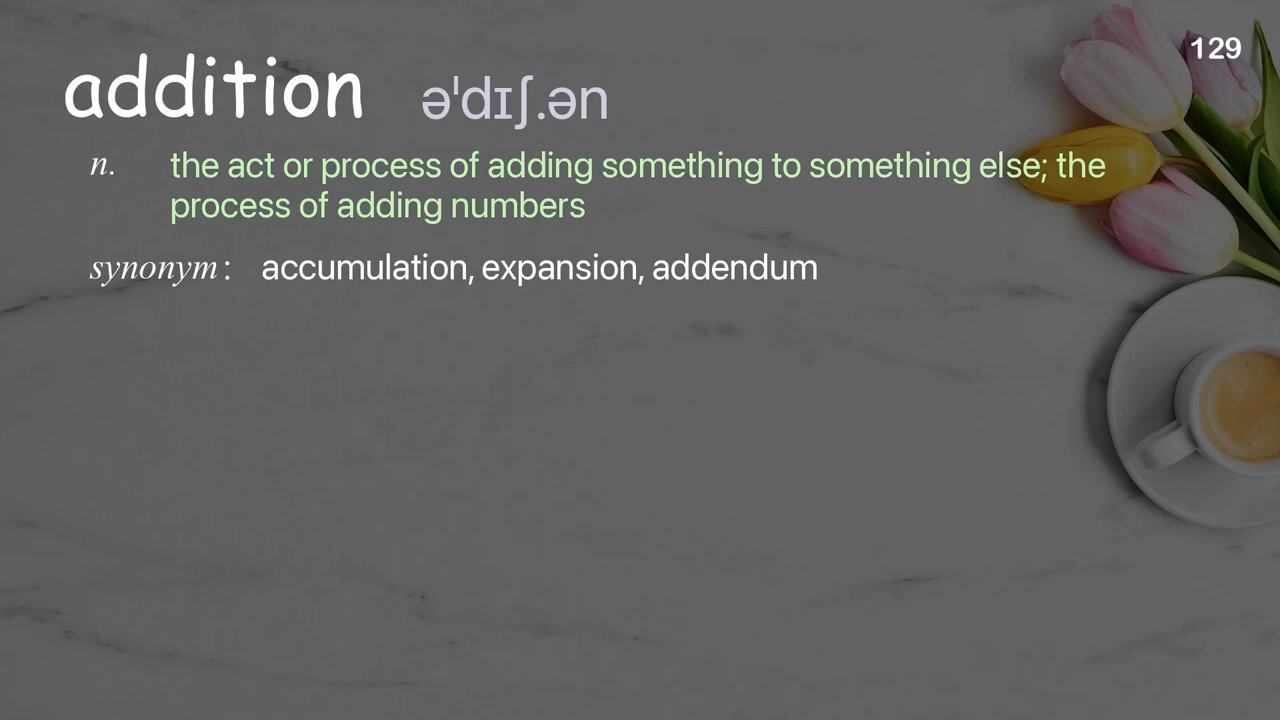 129
addition əˈdɪʃ.ən
n. the act or process of adding something to something else; the
process of adding numbers
synonym: accumulation, expansion, addendum